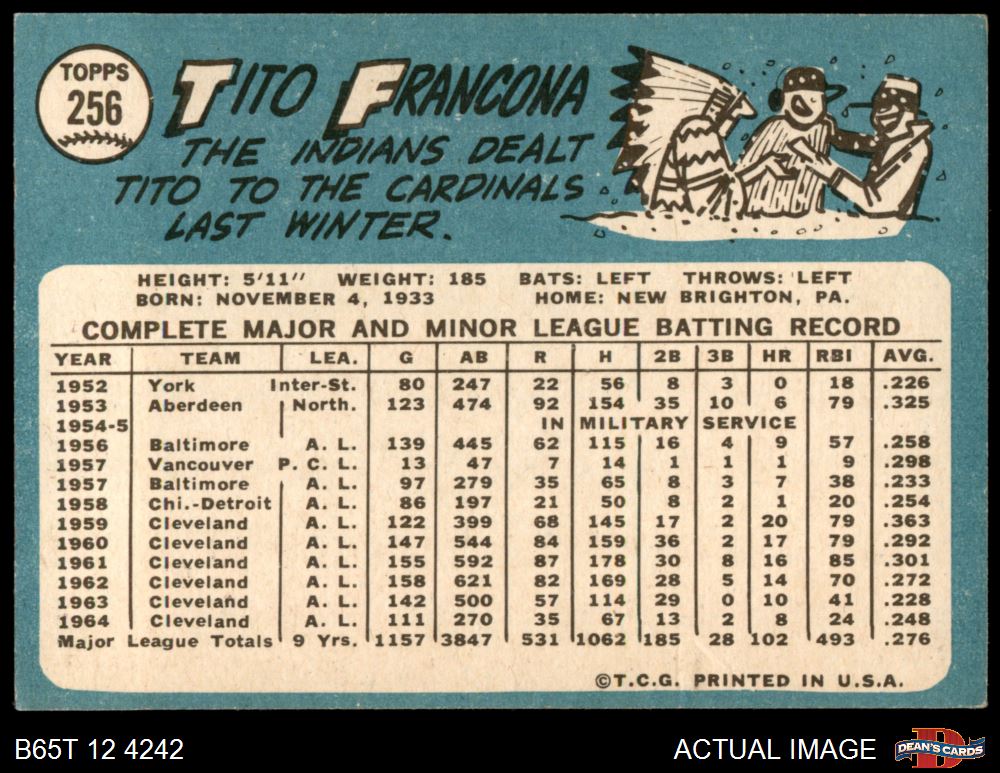 TOPPS
256
TITO FRANCONA
THE INDIANS DEALT
TITO TO THE CARDINALS
LAST WINTER.
HEIGHT: 5'11" WEIGHT: 185 BATS: LEFT THROWS: LEFT
BORN: NOVEMBER 4, 1933 HOME: NEW BRIGHTON, PA.
COMPLETE MAJOR AND MINOR LEAGUE BATTING RECORD
YEAR TEAM LEA. G AB R H 2B 3B HR RBI AVG.
1952 York Inter-St. 80 247 22 56 8 3 0 18 .226
1953 Aberdeen North. 123 474 92 154 35 10 6 79 .325
1954-5 IN MILITARY SERVICE
1956 Baltimore A. L. 139 445 62 115 16 4 9 57 .258
1957 Vancouver P. C. L. 13 47 7 14 1 1 1 9 .298
1957 Baltimore A. L. 97 279 35 65 8 3 7 38 .233
1958 Chi.-Detroit A. L. 86 197 21 50 8 2 1 20 .254
1959 Cleveland A. L. 122 399 68 145 17 2 20 79 .363
1960 Cleveland A. L. 147 544 84 159 36 2 17 79 .292
1961 Cleveland A. L. 155 592 87 178 30 8 16 85 .301
1962 Cleveland A. L. 158 621 82 169 28 5 14 70 .272
1963 Cleveland A. L. 142 500 57 114 29 0 10 41 .228
1964 Cleveland A. L. 111 270 35 67 13 2 8 24 .248
Major League Totals 9 Yrs. 1157 3847 531 1062 185 28 102 493 .276
©T.C.G. PRINTED IN U.S.A.
B65T 12 4242 ACTUAL IMAGE DEAN'S CARDS